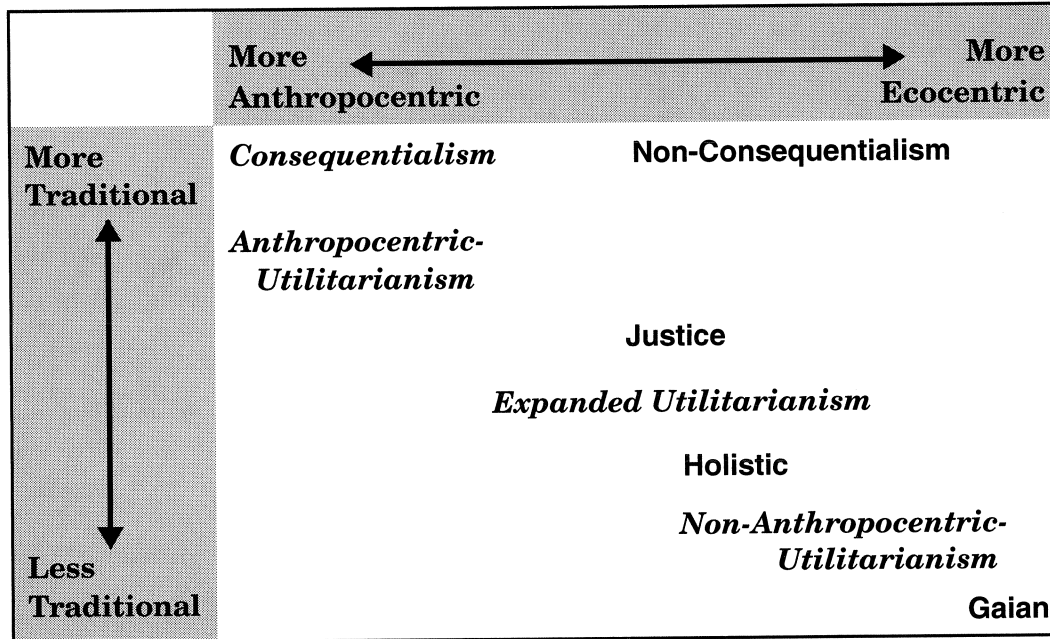 More
Anthropocentric
More
Ecocentric
More
Traditional
Consequentialism
Non-Consequentialism
Anthropocentric-
Utilitarianism
Justice
Expanded Utilitarianism
Holistic
Non-Anthropocentric-
Utilitarianism
Less
Traditional
Gaian